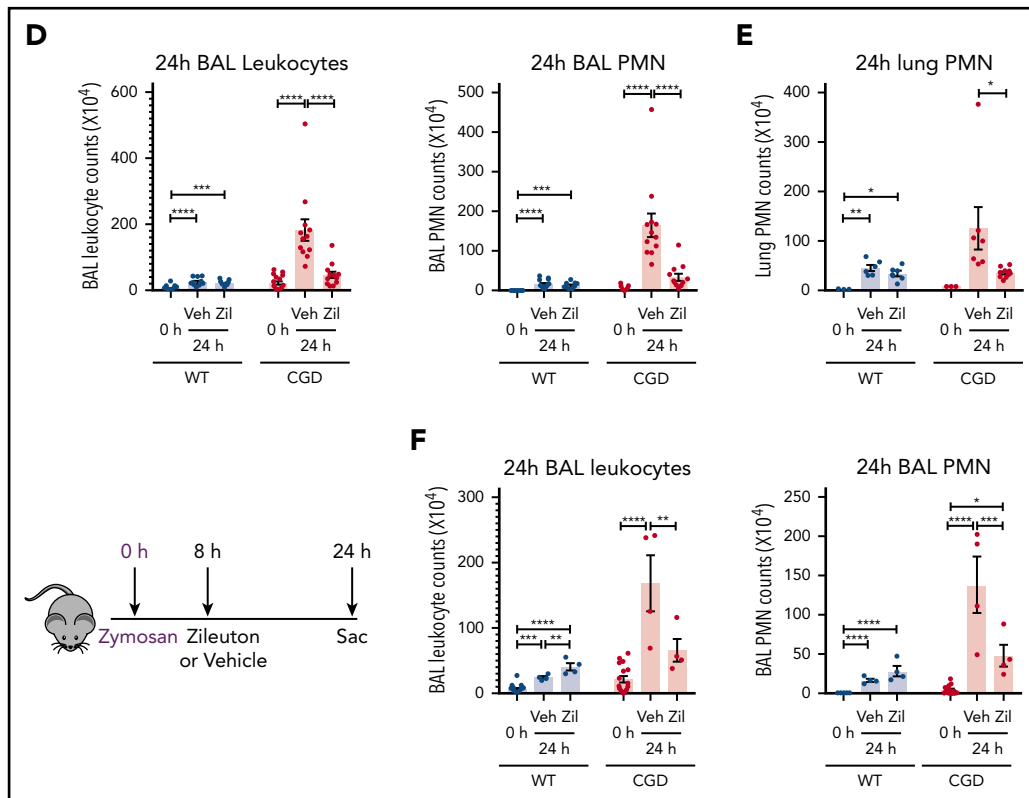 D
24h BAL Leukocytes
BAL leukocyte counts (X10⁴)
600
400
200
0
****
***
****
****
0 h
Veh Zil
24 h
WT
CGD
24h BAL PMN
BAL PMN counts (X10⁴)
500
400
300
200
100
0
****
***
****
****
0 h
Veh Zil
24 h
0 h
Veh Zil
24 h
WT
CGD
E
24h lung PMN
Lung PMN counts (X10⁴)
400
300
200
100
0
**
*
*
0 h
Veh Zil
24 h
0 h
Veh Zil
24 h
WT
CGD
0 h
8 h
24 h
Zymosan
Zileuton
or Vehicle
Sac
F
24h BAL leukocytes
BAL leukocyte counts (X10⁴)
300
200
100
0
****
***
**
****
**
0 h
Veh Zil
24 h
0 h
Veh Zil
24 h
WT
CGD
24h BAL PMN
BAL PMN counts (X10⁴)
250
200
150
100
50
0
****
****
*
****
***
0 h
Veh Zil
24 h
0 h
Veh Zil
24 h
WT
CGD